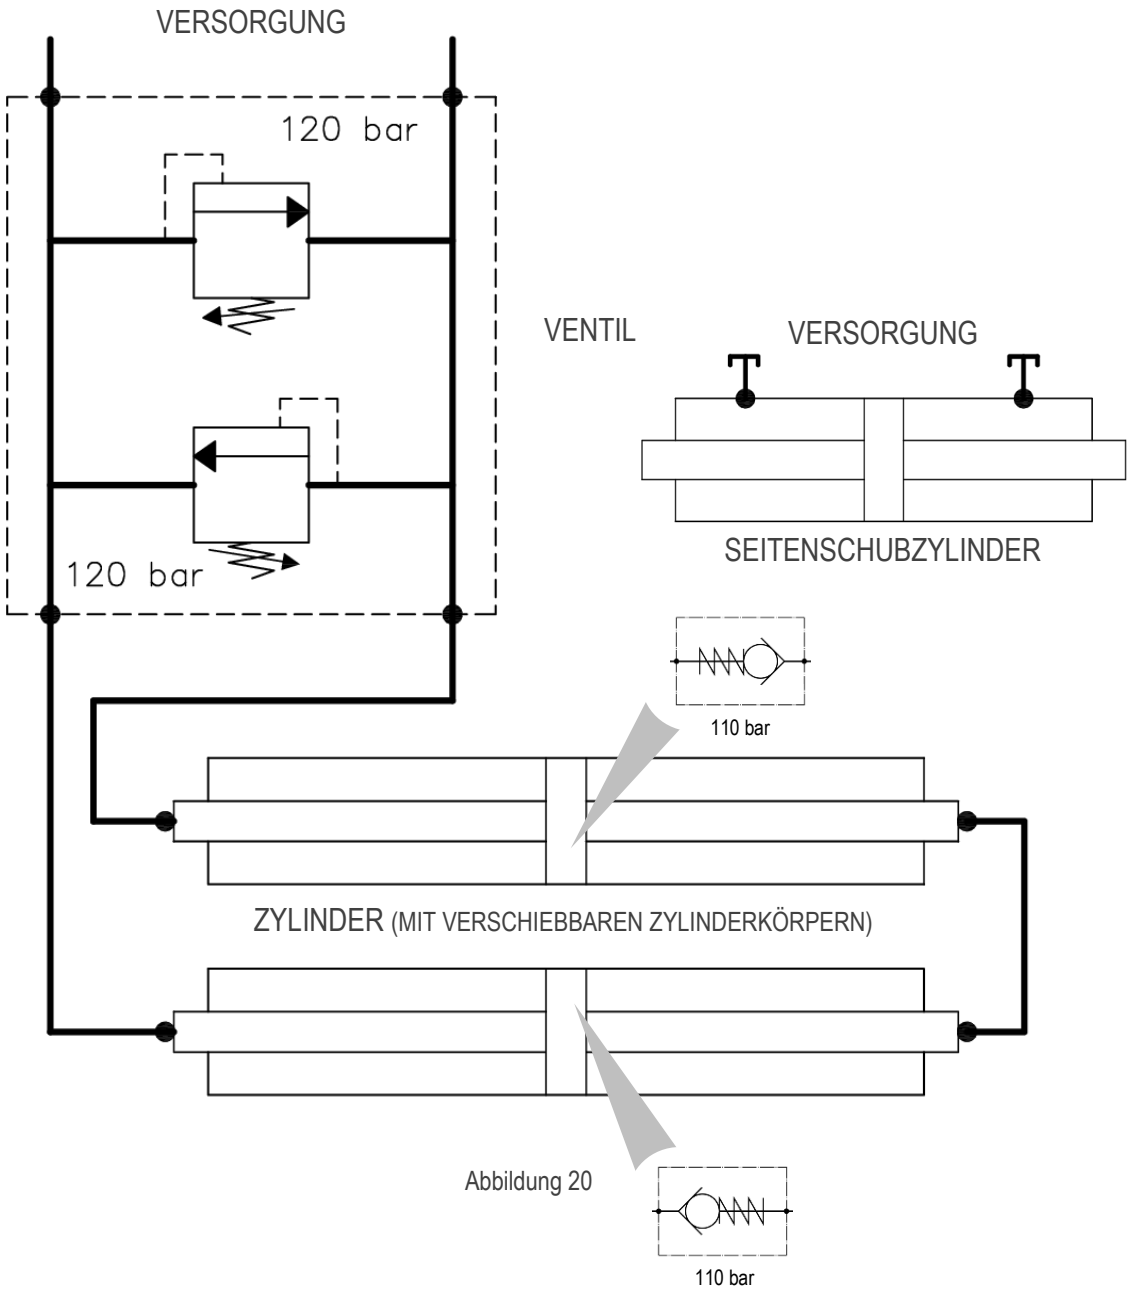 VERSORGUNG
120 bar
VENTIL
VERSORGUNG
SEITENSCHUBZYLINDER
120 bar
110 bar
ZYLINDER (MIT VERSCHIEBBAREN ZYLINDERKÖRPERN)
Abbildung 20
110 bar